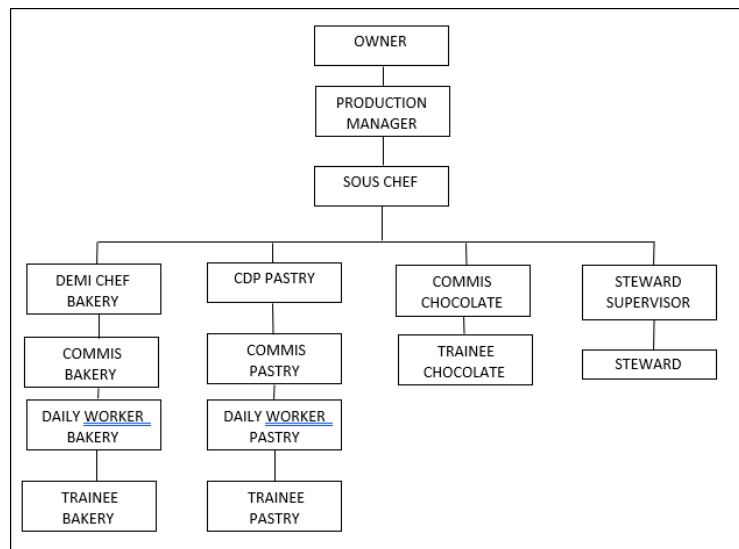 OWNER
PRODUCTION
MANAGER
SOUS CHEF
DEMI CHEF
BAKERY
CDP PASTRY
COMMIS
CHOCOLATE
STEWARD
SUPERVISOR
COMMIS
BAKERY
COMMIS
PASTRY
TRAINEE
CHOCOLATE
STEWARD
DAILY WORKER
BAKERY
DAILY WORKER
PASTRY
TRAINEE
BAKERY
TRAINEE
PASTRY